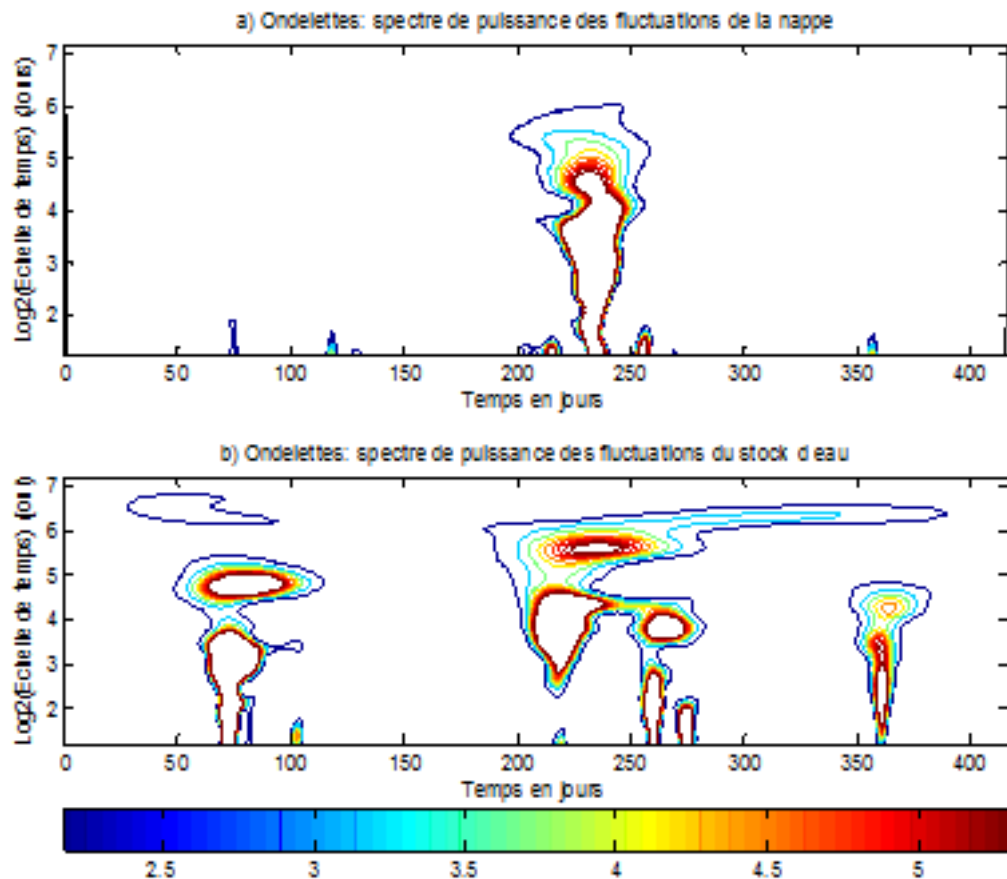 a) Ondelettes: spectre de puissance des fluctuations de la nappe
Log2(Echelle de temps) (Jours)
7
6
5
4
3
2
0 50 100 150 200 250 300 350 400
Temps en jours
b) Ondelettes: spectre de puissance des fluctuations du stock d eau
Log2(Echelle de temps) (jour)
7
6
5
4
3
2
0 50 100 150 200 250 300 350 400
Temps en jours
2.5 3 3.5 4 4.5 5